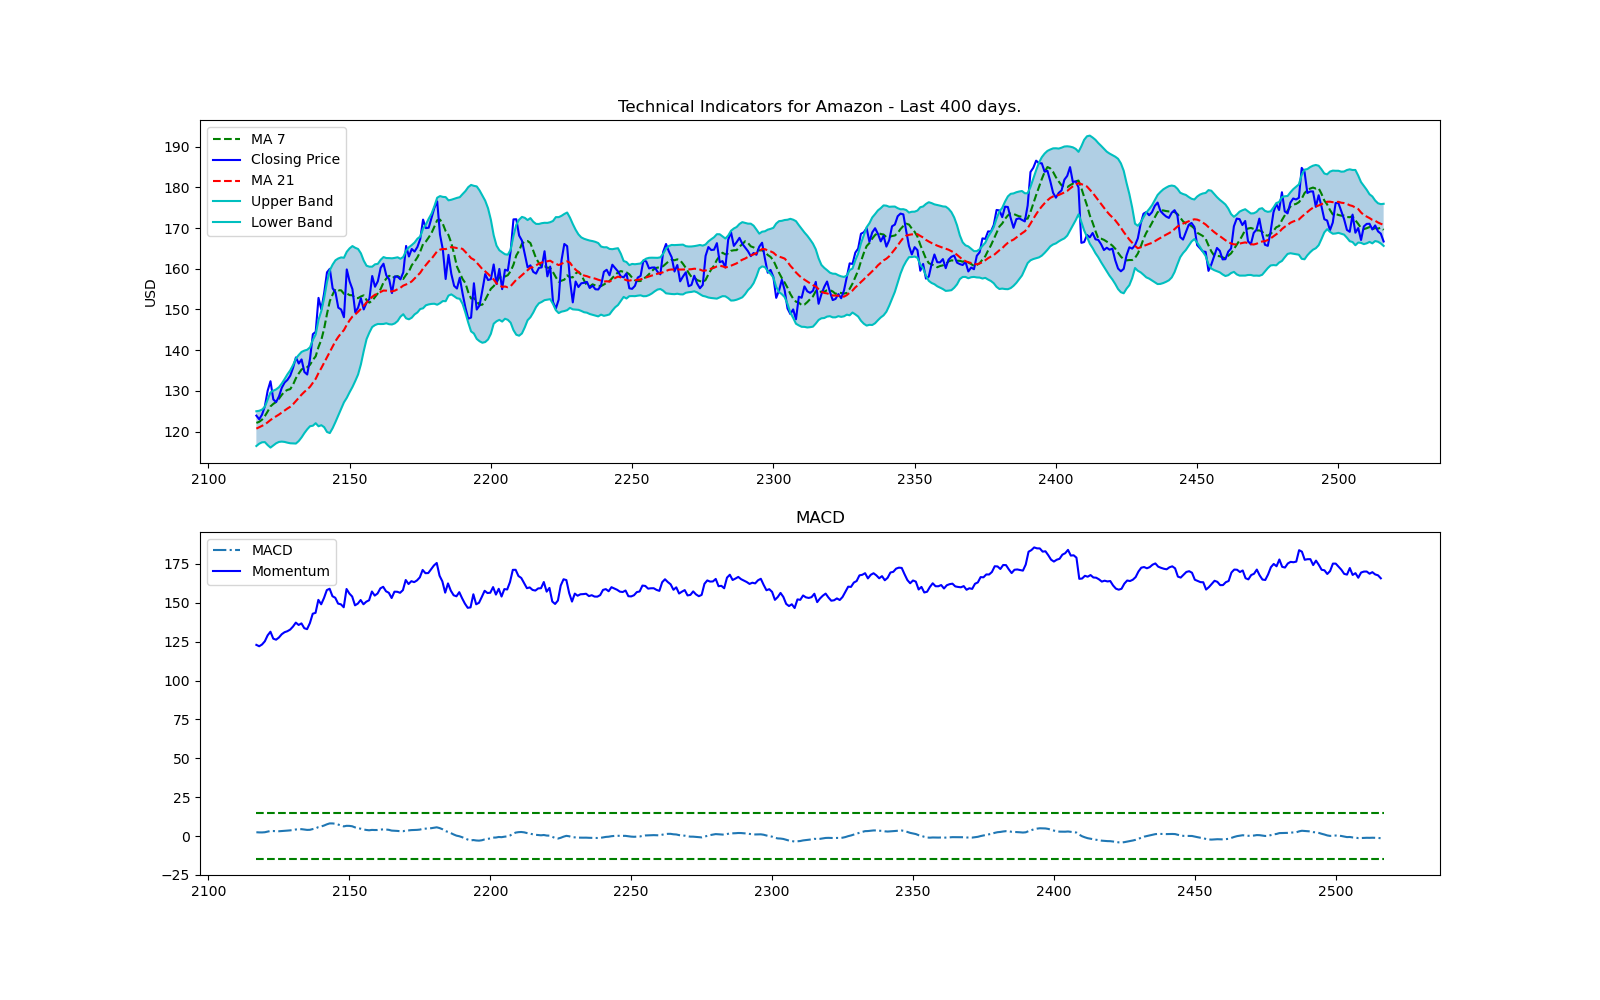 Technical Indicators for Amazon - Last 400 days.
MA 7
Closing Price
MA 21
Upper Band
Lower Band
USD
190
180
170
160
150
140
130
120
2100 2150 2200 2250 2300 2350 2400 2450 2500
MACD
MACD
Momentum
175
150
125
100
75
50
25
0
−25
2100 2150 2200 2250 2300 2350 2400 2450 2500